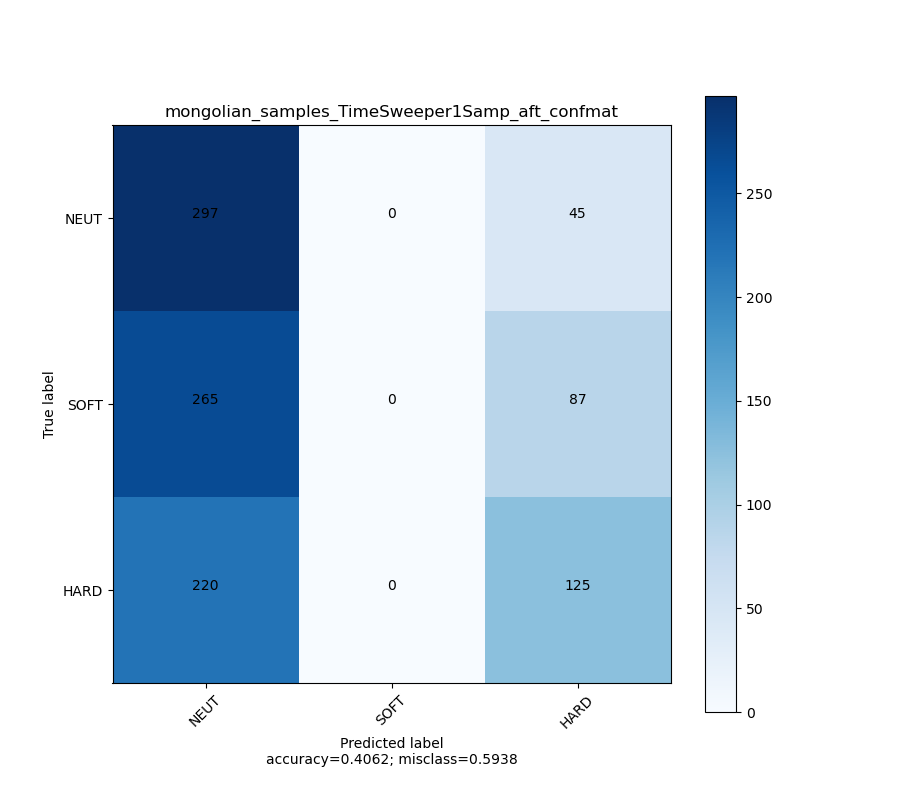 mongolian_samples_TimeSweeper1Samp_aft_confmat
NEUT 297 0 45
SOFT 265 0 87
HARD 220 0 125
True label
NEUT SOFT HARD
Predicted label
accuracy=0.4062; misclass=0.5938
250
200
150
100
50
0